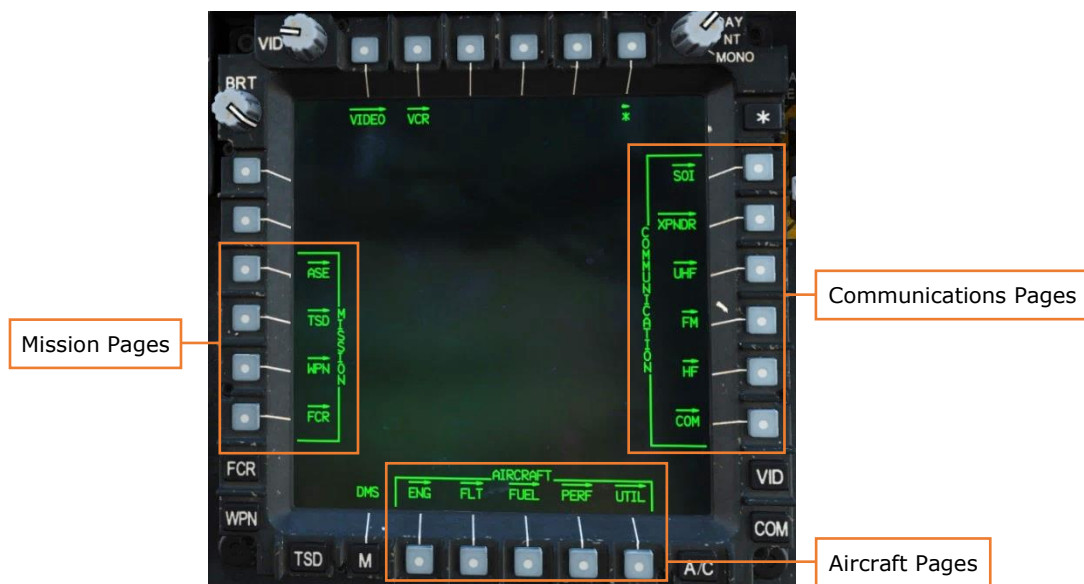 VID
AY
NT
MONO
BRT
VIDEO
VCR
*
*
SOI
XPNDR
COMMUNICATION
ASE
UHF
TSD
MISSION
FM
Communications Pages
Mission Pages
WPN
HF
FCR
COM
FCR
AIRCRAFT
VID
DMS
ENG
FLT
FUEL
PERF
UTIL
WPN
COM
TSD
M
A/C
Aircraft Pages